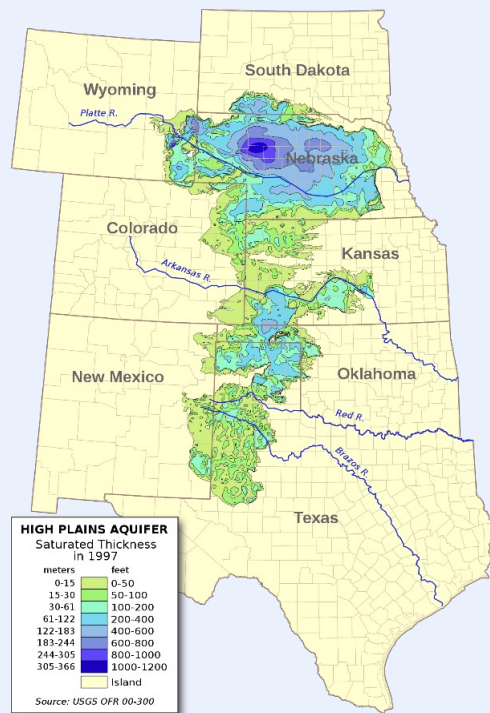 South Dakota
Wyoming
Platte R.
Nebraska
Colorado
Kansas
Arkansas R.
New Mexico
Oklahoma
Red R.
Brazos R.
Texas
HIGH PLAINS AQUIFER
Saturated Thickness
in 1997
meters feet
0-15 0-50
15-30 50-100
30-61 100-200
61-122 200-400
122-183 400-600
183-244 600-800
244-305 800-1000
305-366 1000-1200
Island
Source: USGS OFR 00-300